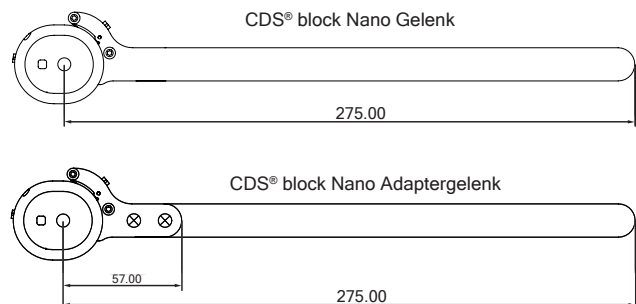 CDS® block Nano Gelenk
275.00
CDS® block Nano Adaptergelenk
57.00
275.00